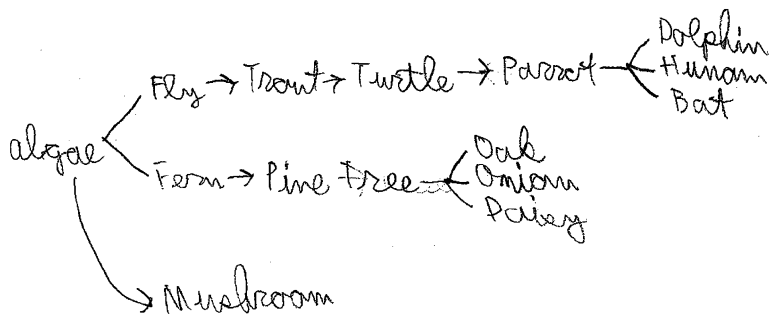 Dolphin
Fly → Trout → Turtle → Parrot Human
Bat
algae
Oak
Fern → Pine Tree Onion
Daisy
Mushroom